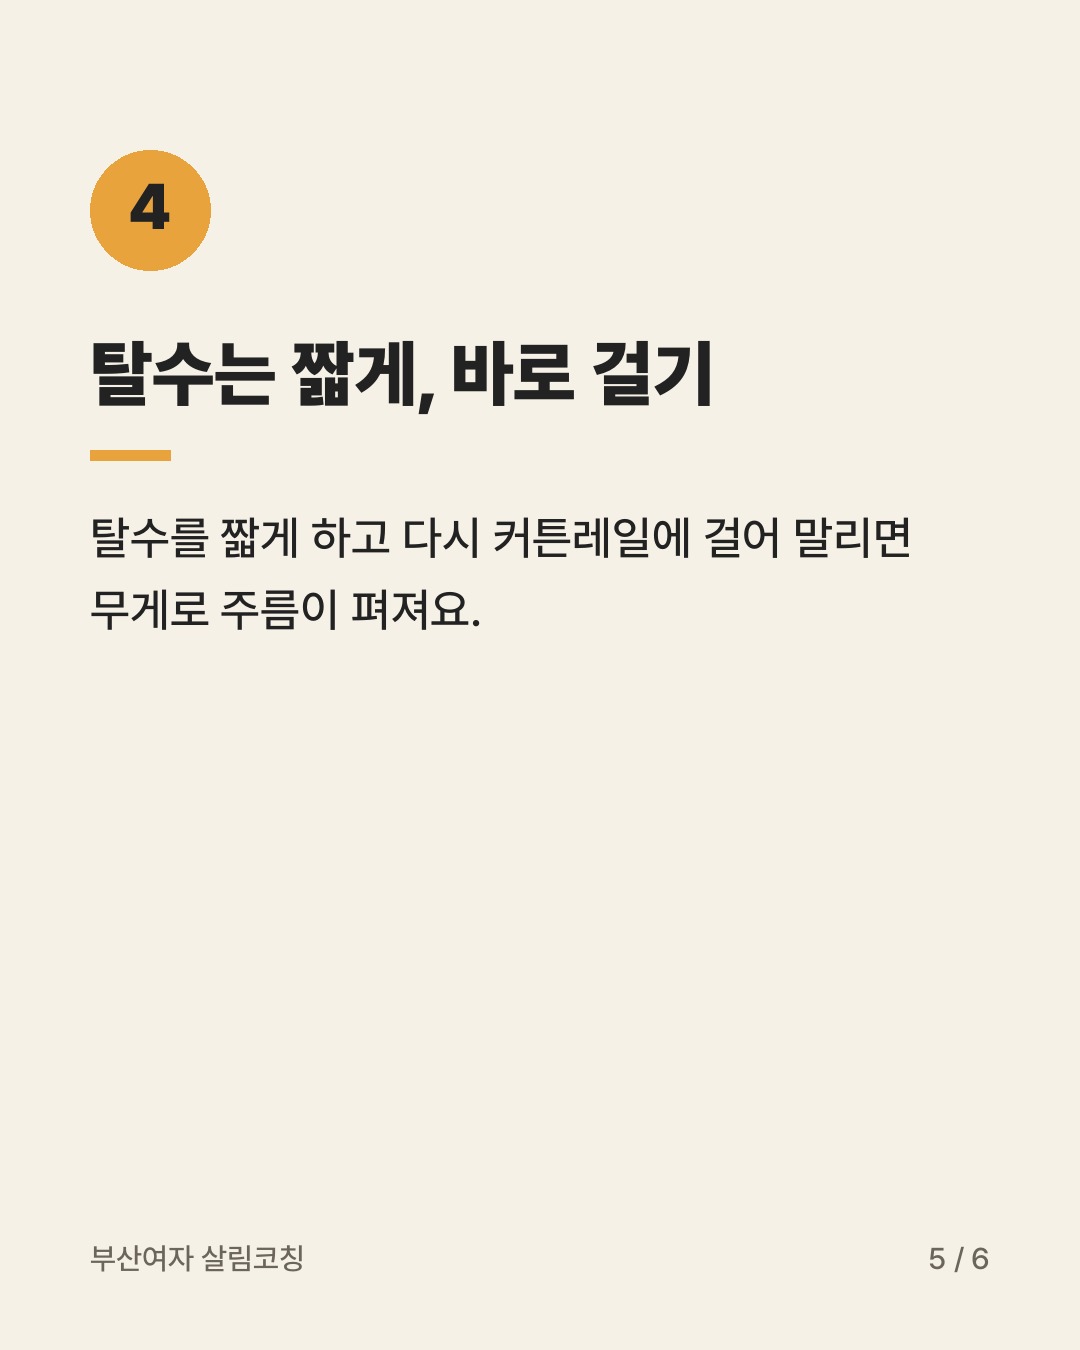 4
탈수는 짧게, 바로 걸기
탈수를 짧게 하고 다시 커튼레일에 걸어 말리면
무게로 주름이 펴져요.
부산여자 살림코칭
5 / 6